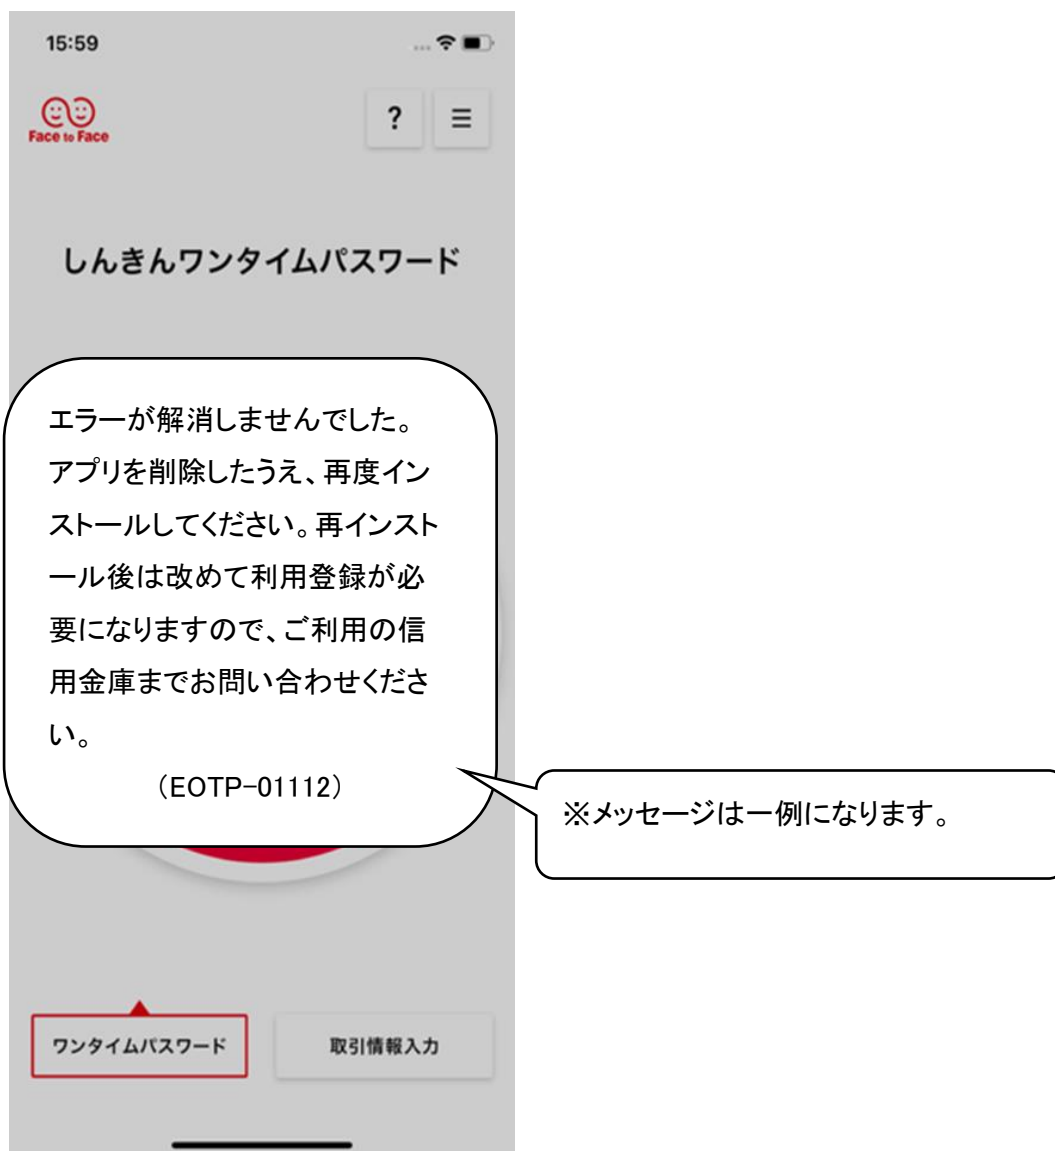 15:59
Face to Face
?
しんきんワンタイムパスワード
エラーが解消しませんでした。
アプリを削除したうえ、再度イン
ストールしてください。再インスト
ール後は改めて利用登録が必
要になりますので、ご利用の信
用金庫までお問い合わせくださ
い。
（EOTP-01112）
※メッセージは一例になります。
ワンタイムパスワード
取引情報入力